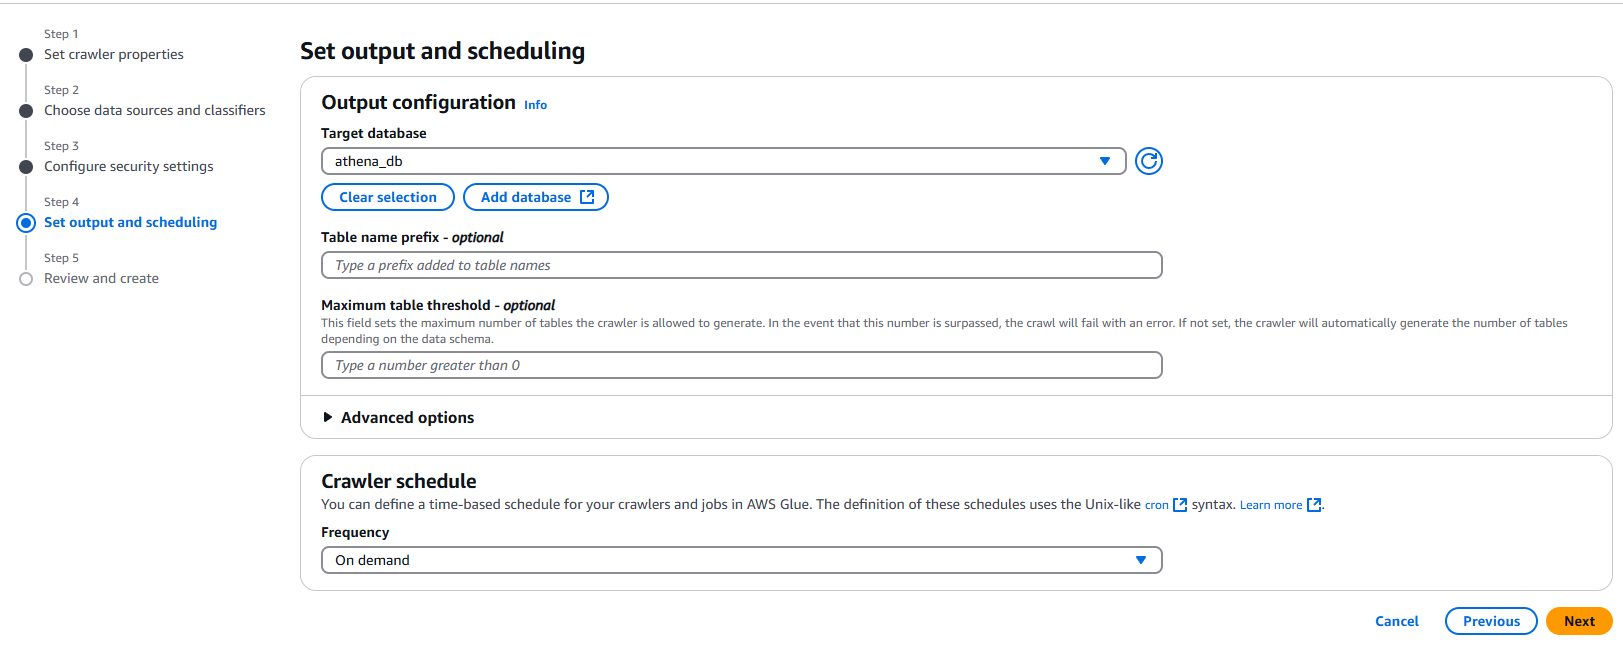 Step 1
Set crawler properties
Step 2
Choose data sources and classifiers
Step 3
Configure security settings
Step 4
Set output and scheduling
Step 5
Review and create
Set output and scheduling
Output configuration Info
Target database
athena_db
Clear selection
Add database
Table name prefix - optional
Type a prefix added to table names
Maximum table threshold - optional
This field sets the maximum number of tables the crawler is allowed to generate. In the event that this number is surpassed, the crawl will fail with an error. If not set, the crawler will automatically generate the number of tables
depending on the data schema.
Type a number greater than 0
Advanced options
Crawler schedule
You can define a time-based schedule for your crawlers and jobs in AWS Glue. The definition of these schedules uses the Unix-like cron syntax. Learn more.
Frequency
On demand
Cancel
Previous
Next